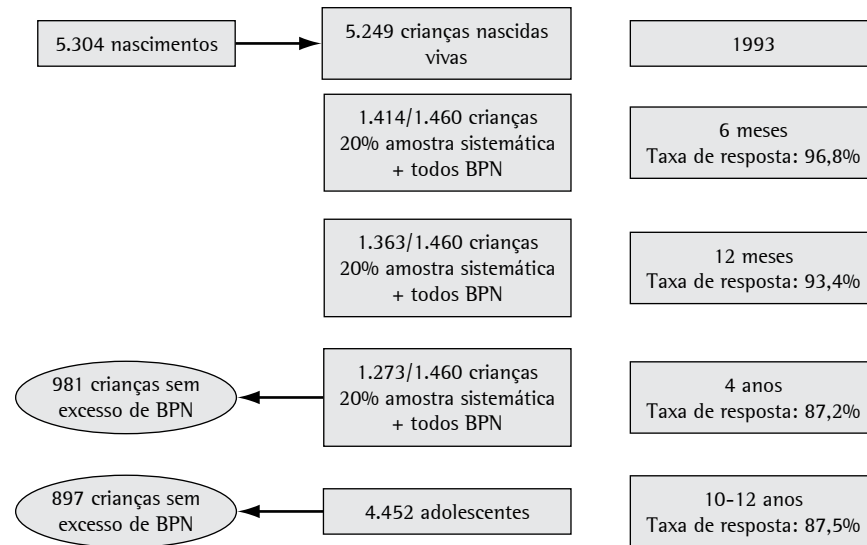 5.304 nascimentos
5.249 crianças nascidas
vivas
1993
1.414/1.460 crianças
20% amostra sistemática
+ todos BPN
6 meses
Taxa de resposta: 96,8%
1.363/1.460 crianças
20% amostra sistemática
+ todos BPN
12 meses
Taxa de resposta: 93,4%
981 crianças sem
excesso de BPN
1.273/1.460 crianças
20% amostra sistemática
+ todos BPN
4 anos
Taxa de resposta: 87,2%
897 crianças sem
excesso de BPN
4.452 adolescentes
10-12 anos
Taxa de resposta: 87,5%